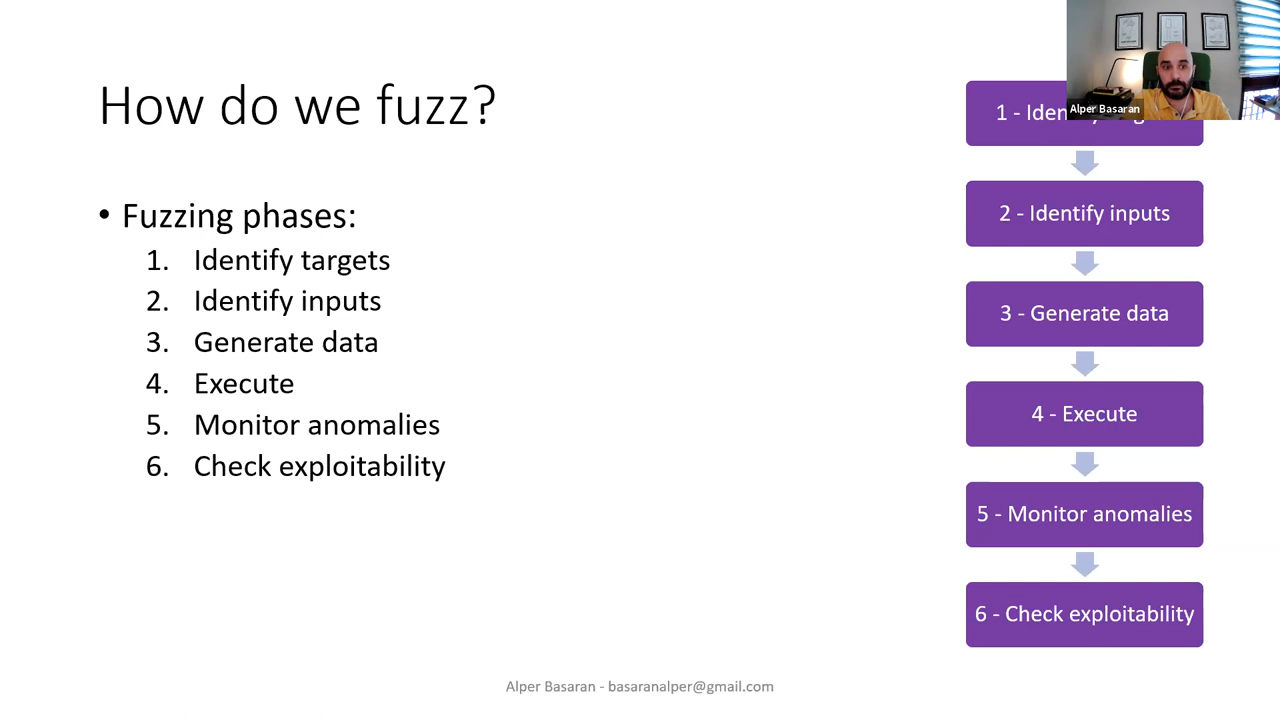 How do we fuzz?
• Fuzzing phases:
1. Identify targets
2. Identify inputs
3. Generate data
4. Execute
5. Monitor anomalies
6. Check exploitability
Alper Basaran
1 -
2 - Identify inputs
3 - Generate data
4 - Execute
5 - Monitor anomalies
6 - Check exploitability
Alper Basaran - basaranalper@gmail.com